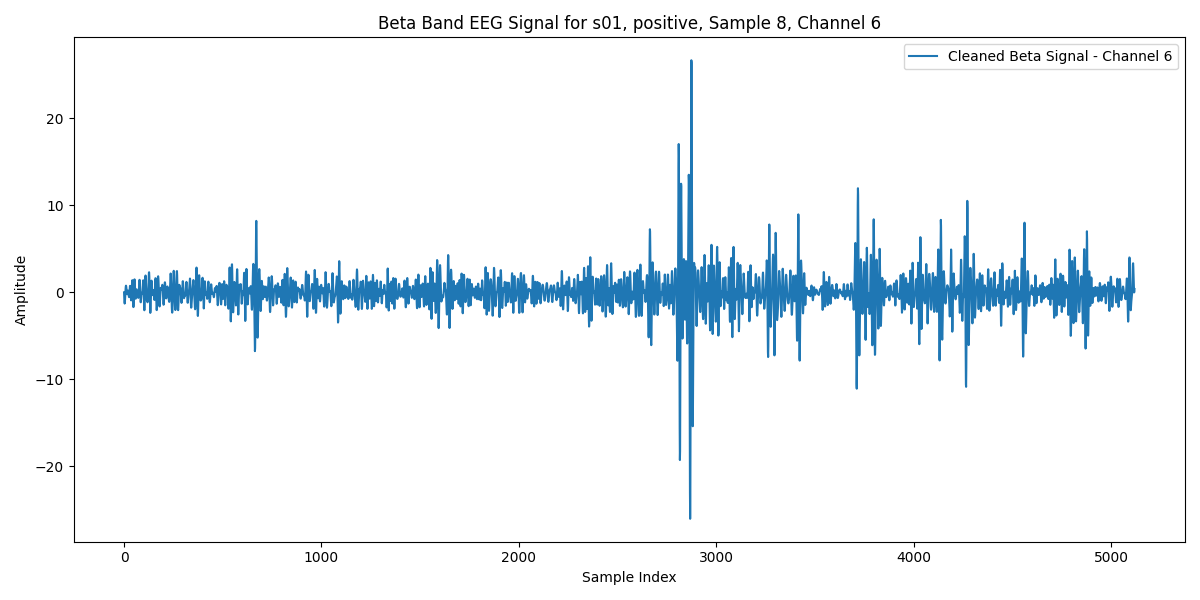 Beta Band EEG Signal for s01, positive, Sample 8, Channel 6
Cleaned Beta Signal - Channel 6
Amplitude
20
10
0
−10
−20
0 1000 2000 3000 4000 5000
Sample Index